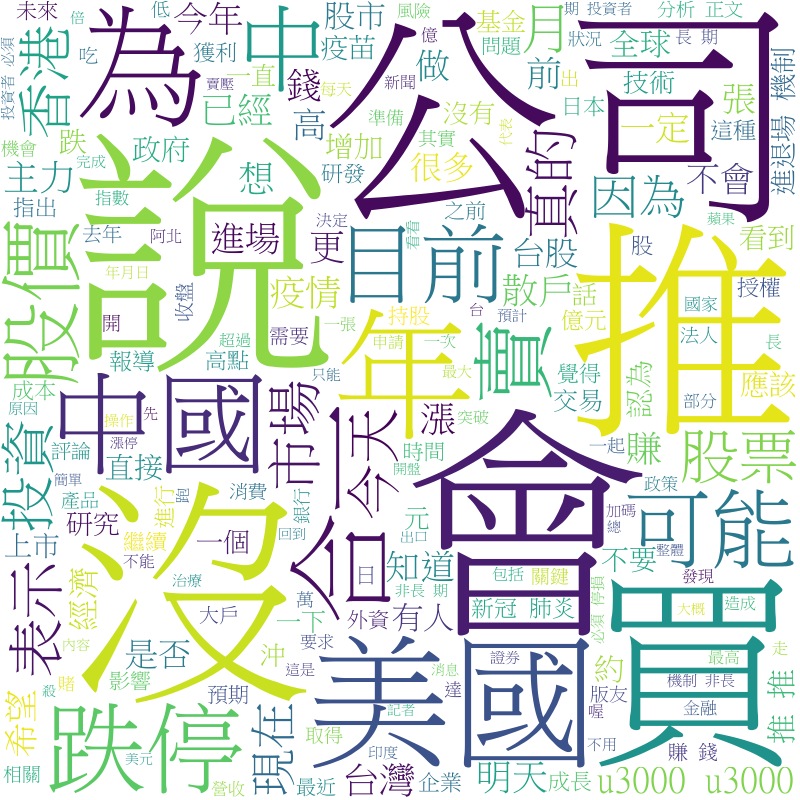 未來
倍
低
今年
股市
風險
億
月
基金
期 投資者
分析 正文
必須
吃
獲利
疫苗
新聞
做
問題
狀況
全球
長 期
投資者
香港
為
中
賣壓
一直
錢
每天
公
司
前
出
技術
機制
已經
準備
沒有
日本
張
機會
跌
完成
政府
高
增加
其實
代表
一定
這種
進退場
主力
想
研發
很多
真的
因為
不會
指出
指數
說
進場
決定
之前
看看
蘋果
看到
去年
阿北
更
目前
台股
推
股
股價
年月日
收盤
疫情
散戶
話
國家
授權
開
超過
需要
持股
台
預計
億元
法人
報導
高點
一張
申請
一次
賣
覺得
認為
長
成本
只能
年
最大
交易
應該
原因
操作
先
中國
市場
漲
突破
部分
投資
評論
漲停
今天
時間
會
一起
賺
股票
簡單
直接
開盤
政策
產品
跑
進行
消費
銀行
元
加碼
總
研究
上市
繼續
一個
回到
台
出口
知道
可能
不要
整體
表示
沒
經濟
不能
治療
日
非長 期
包括
關鍵
買
發現
大戶
萬
外資
有人
新冠 肺炎
必須 停損
大概
造成
內容
是否
一下
要求
美國
影響
沖
這是
證券
約
最高
走
希望
殺
賭
預期
達
消息
版友
機制 非長
推 推
跌停
現在
記者
喔
金融
取得
印度
不用
賺 錢
相關
美元
營收
最近
台灣
企業
明天
成長
u3000 u3000